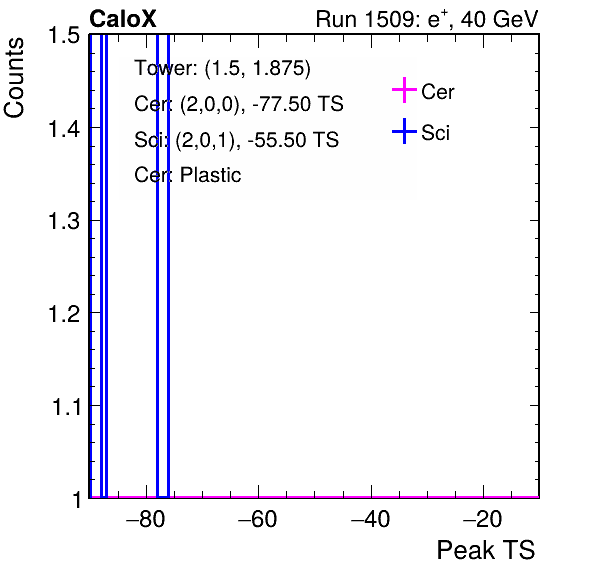 CaloX Run 1509: e+, 40 GeV
Counts
1.5
1.4
1.3
1.2
1.1
1
Tower: (1.5, 1.875)
Cer: (2,0,0), -77.50 TS
Sci: (2,0,1), -55.50 TS
Cer: Plastic
Cer
Sci
−80 −60 −40 −20
Peak TS